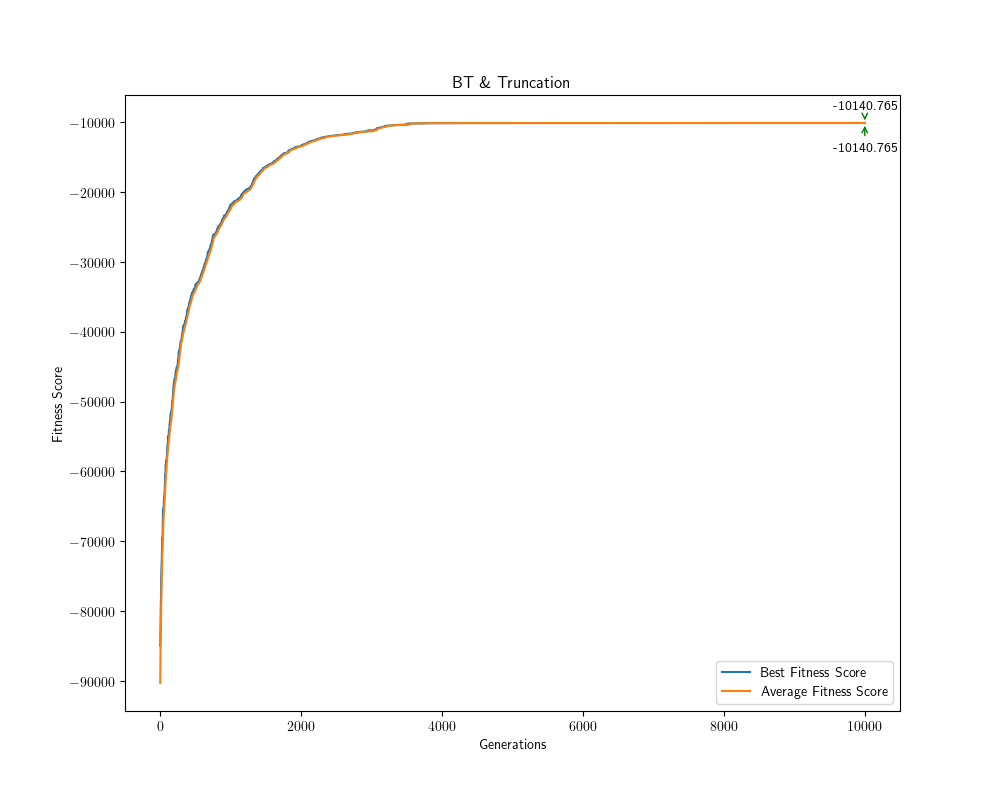 BT & Truncation
-10140.765
-10140.765
−10000
−20000
−30000
−40000
−50000
−60000
−70000
−80000
−90000
Fitness Score
Best Fitness Score
Average Fitness Score
0 2000 4000 6000 8000 10000
Generations